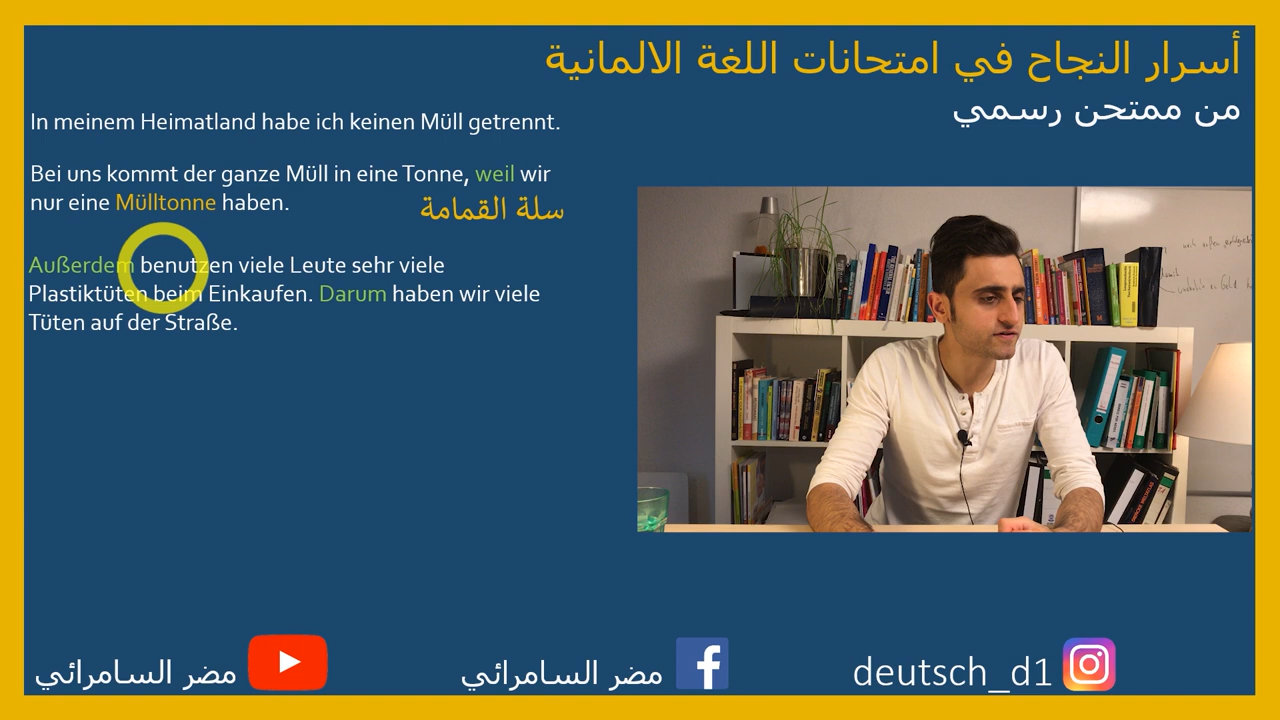 أسرار النجاح في امتحانات اللغة الالمانية
من ممتحن رسمي
In meinem Heimatland habe ich keinen Müll getrennt.
Bei uns kommt der ganze Müll in eine Tonne, weil wir
nur eine Mülltonne haben.
سلة القمامة
Außerdem benutzen viele Leute sehr viele
Plastiktüten beim Einkaufen. Darum haben wir viele
Tüten auf der Straße.
مضر السامرائي
مضر السامرائي
deutsch_d1